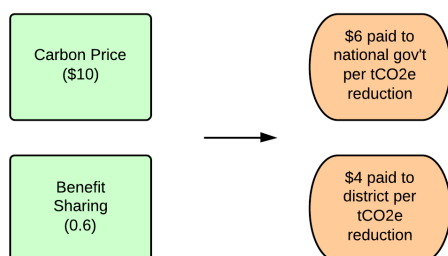 Carbon Price
($10)
$6 paid to
national gov't
per tCO2e
reduction
Benefit
Sharing
(0.6)
$4 paid to
district per
tCO2e
reduction